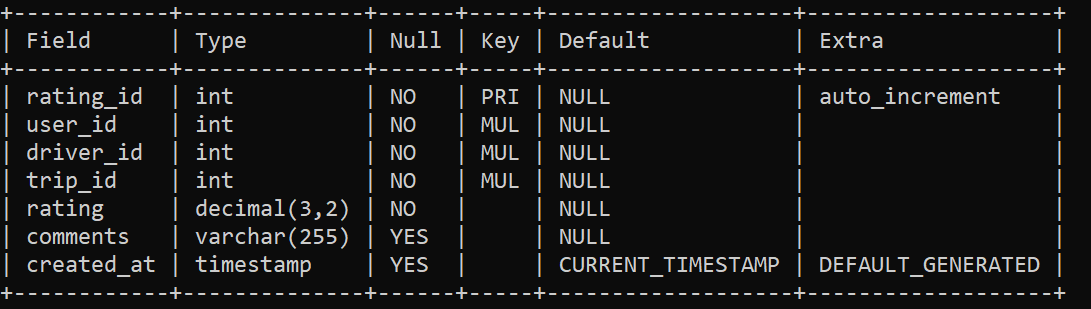 +------------+--------------+------+-----+-------------------+-------------------+
| Field      | Type         | Null | Key | Default           | Extra             |
+------------+--------------+------+-----+-------------------+-------------------+
| rating_id  | int          | NO   | PRI | NULL              | auto_increment    |
| user_id    | int          | NO   | MUL | NULL              |                   |
| driver_id  | int          | NO   | MUL | NULL              |                   |
| trip_id    | int          | NO   | MUL | NULL              |                   |
| rating     | decimal(3,2) | NO   |     | NULL              |                   |
| comments   | varchar(255) | YES  |     | NULL              |                   |
| created_at | timestamp    | YES  |     | CURRENT_TIMESTAMP | DEFAULT_GENERATED |
+------------+--------------+------+-----+-------------------+-------------------+